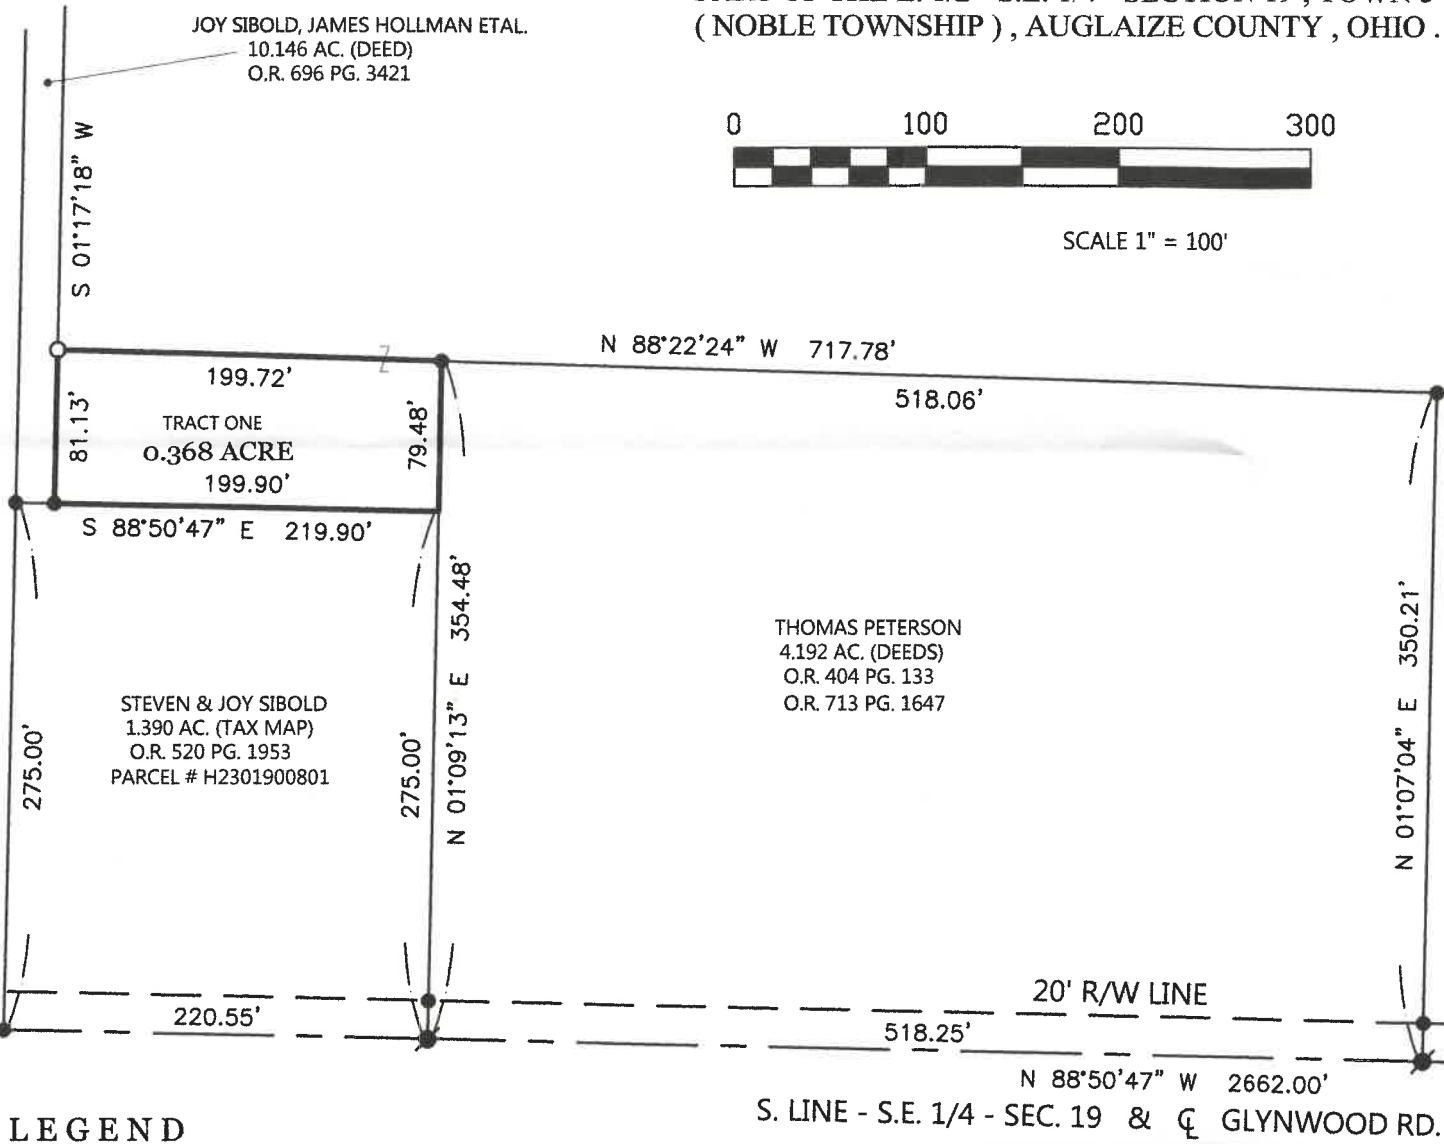 JOY SIBOLD, JAMES HOLLMAN ETAL.
10.146 AC. (DEED)
O.R. 696 PG. 3421
( NOBLE TOWNSHIP ) , AUGLAIZE COUNTY , OHIO .
0 100 200 300
SCALE 1" = 100'
S 01°17'18" W
N 88°22'24" W 717.78'
199.72'
518.06'
81.13'
TRACT ONE
0.368 ACRE
79.48'
199.90'
S 88°50'47" E 219.90'
N 01°09'13" E 354.48'
N 01°07'04" E 350.21'
THOMAS PETERSON
4.192 AC. (DEEDS)
O.R. 404 PG. 133
O.R. 713 PG. 1647
STEVEN & JOY SIBOLD
1.390 AC. (TAX MAP)
O.R. 520 PG. 1953
PARCEL # H2301900801
275.00'
275.00'
20' R/W LINE
220.55'
518.25'
N 88°50'47" W 2662.00'
S. LINE - S.E. 1/4 - SEC. 19 & ℄ GLYNWOOD RD.
LEGEND